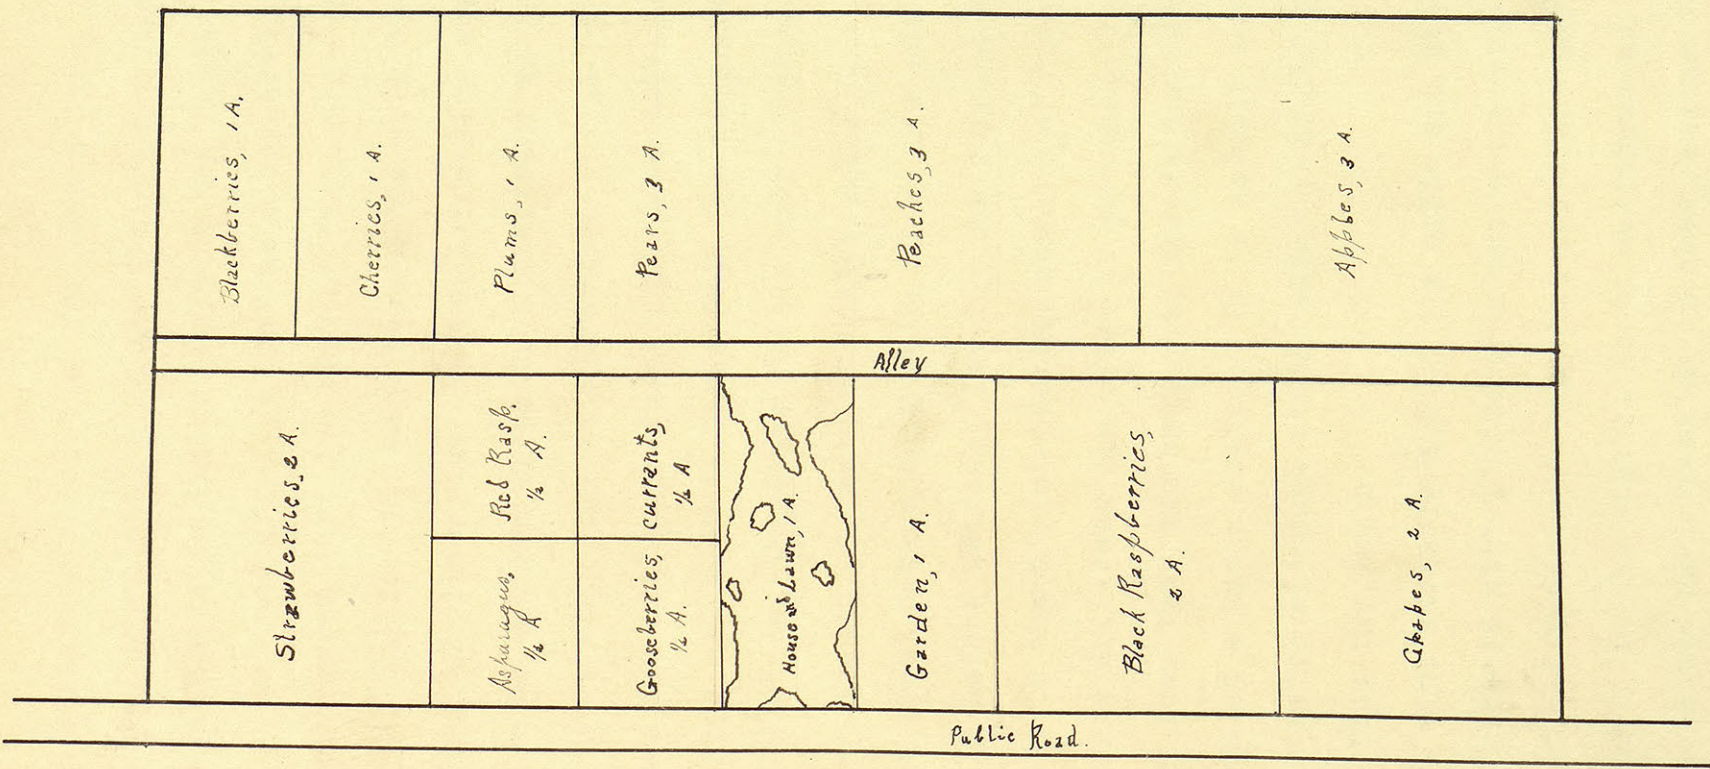 Blackberries, 1 A.
Cherries, 1 A.
Plums, 1 A.
Pears, 3 A.
Peaches, 3 A.
Apples, 3 A.
Alley
Strawberries, 2 A.
Red Rasp.
½ A.
currants,
½ A
Asparagus,
½ A
Gooseberries,
½ A.
House and Lawn, 1 A.
Garden, 1 A.
Black Raspberries,
2 A.
Grapes, 2 A.
Public Road.